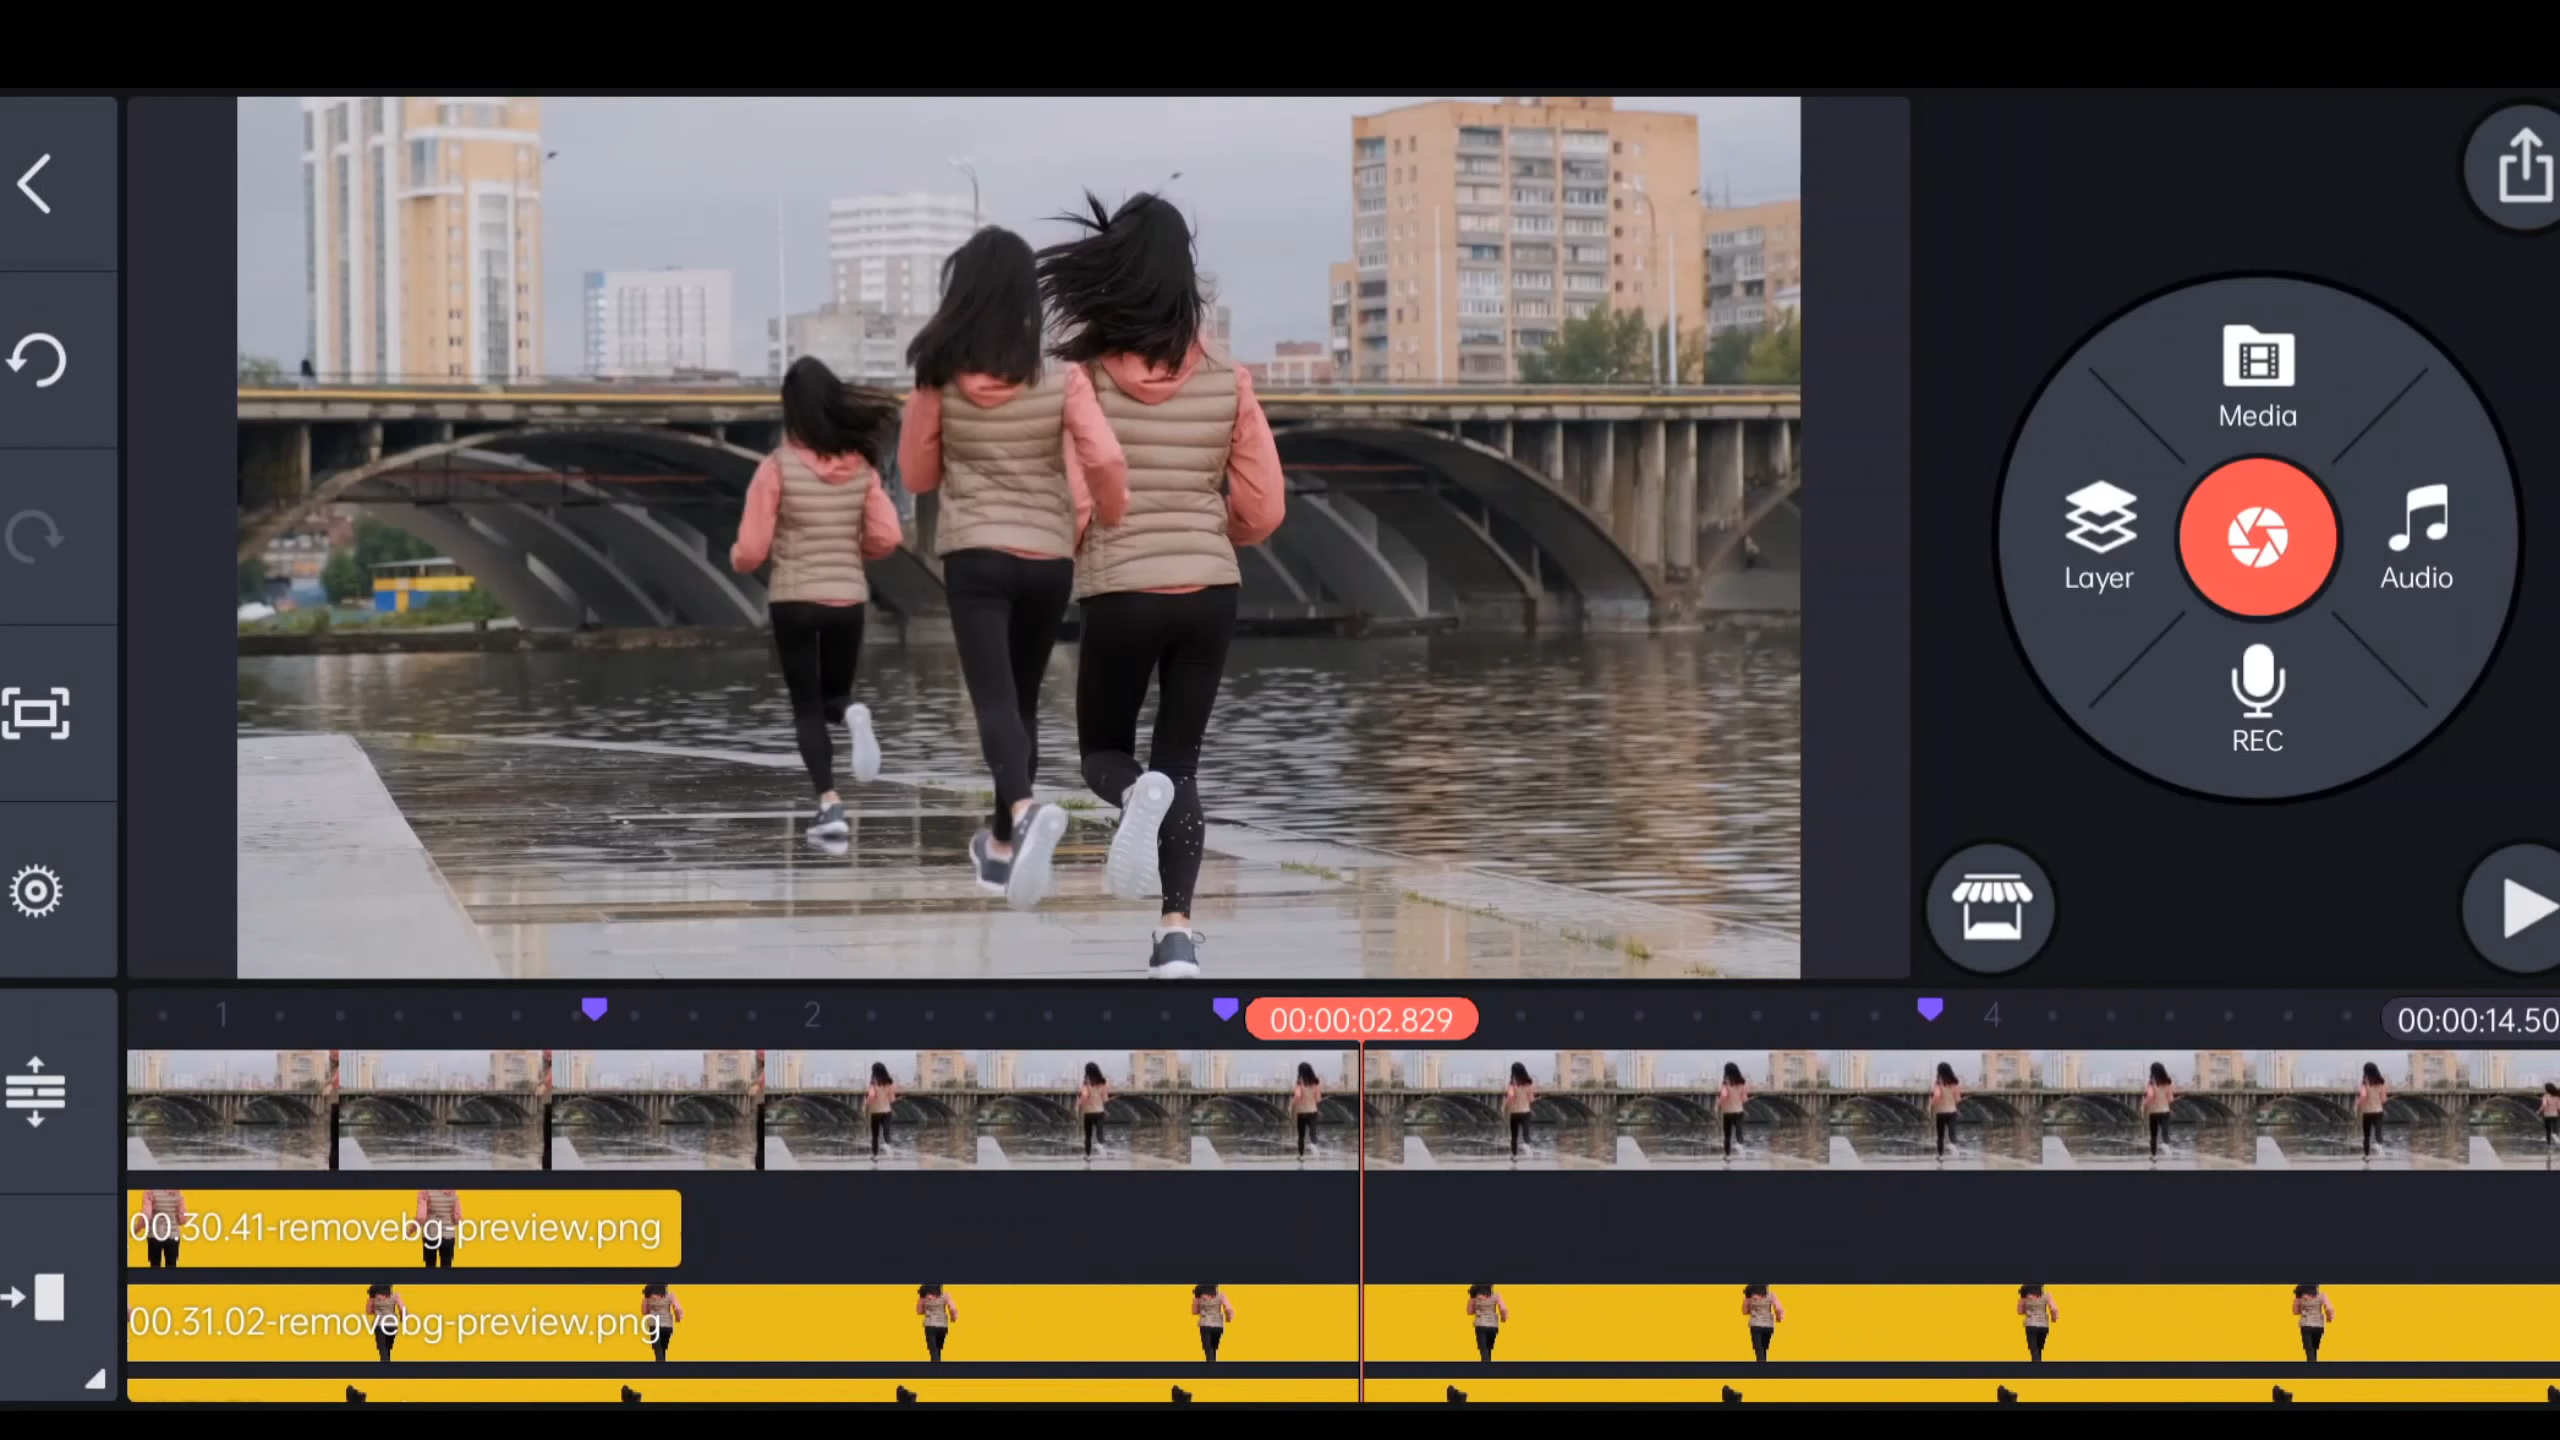 Media
Layer
Audio
REC
1
2
00:00:02.829
4
00:00:14.50
00.30.41-removebg-preview.png
00.31.02-removebg-preview.png